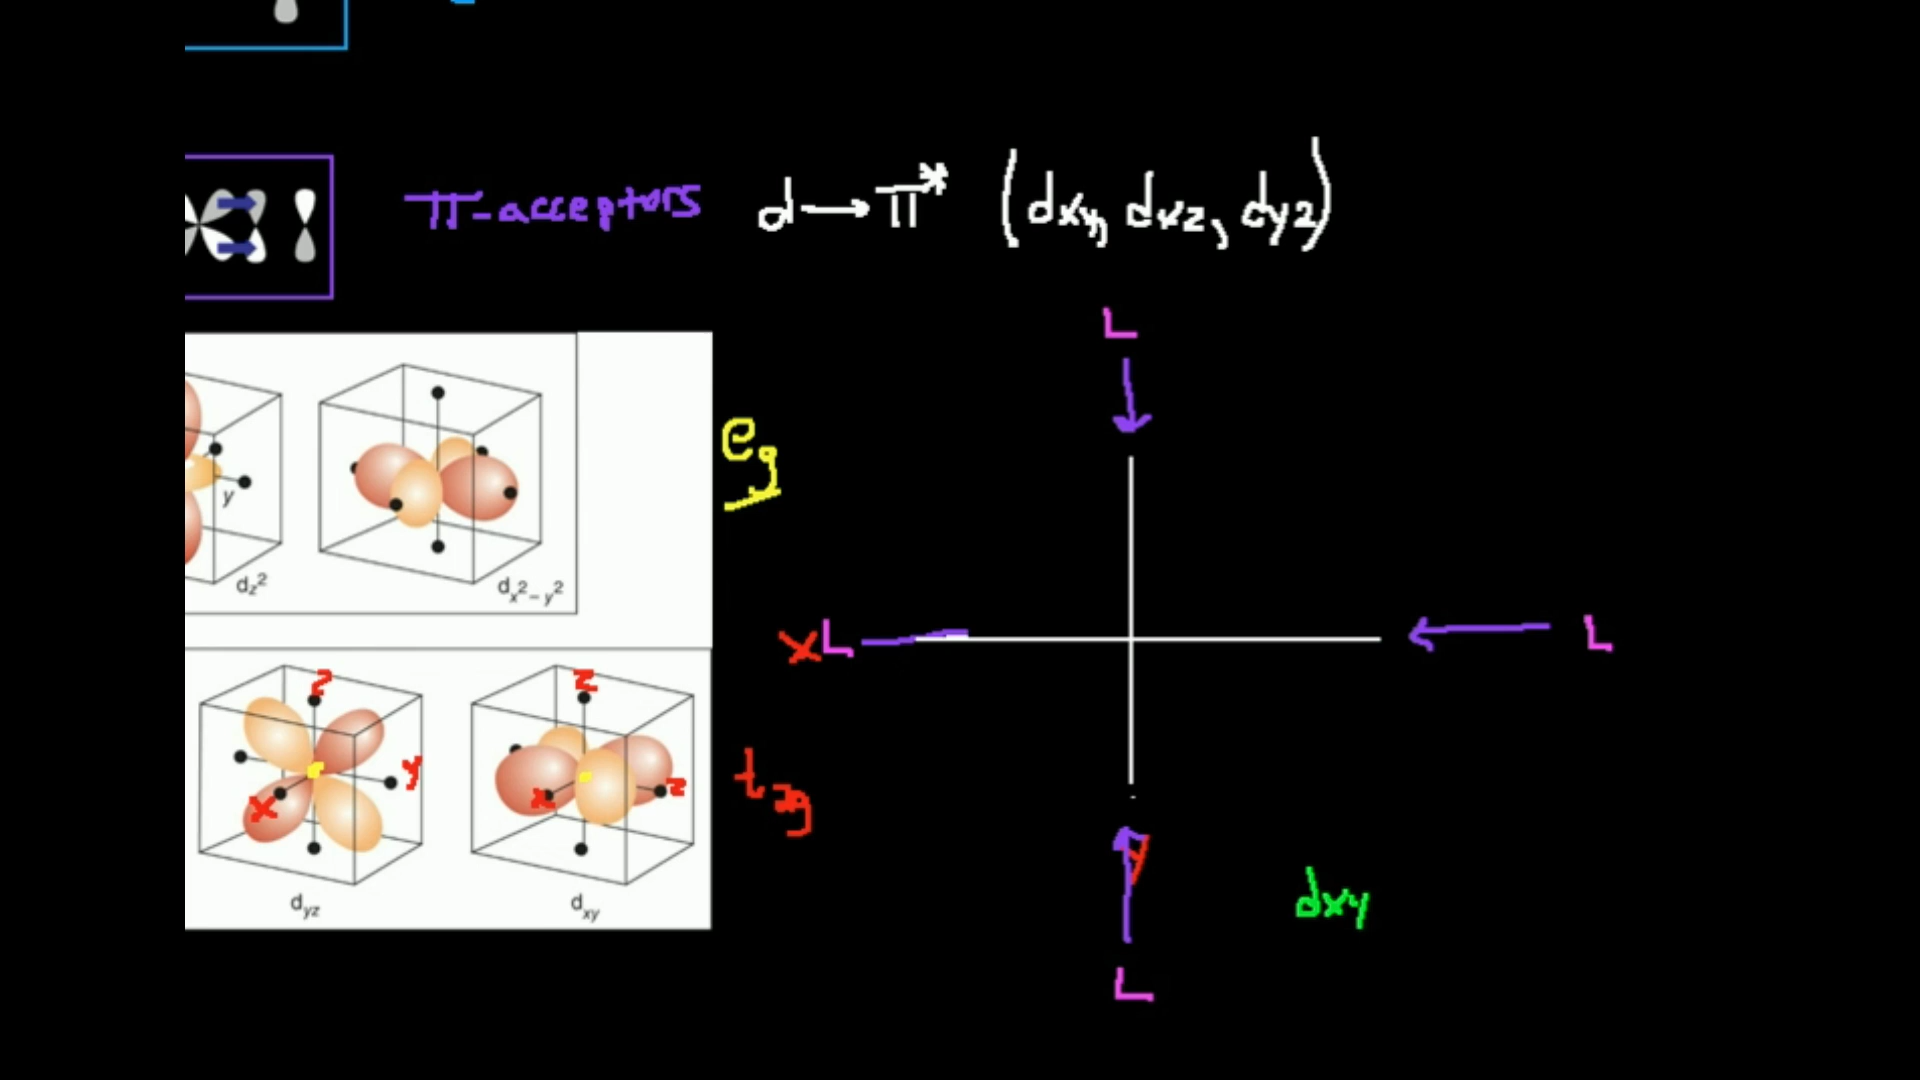 π-acceptors d→π* (dxy, dxz, dyz)
L
eg
y
dz²
dx²-y²
x L L
z z
y
x x z
t2g
y
dyz dxy
dxy
L